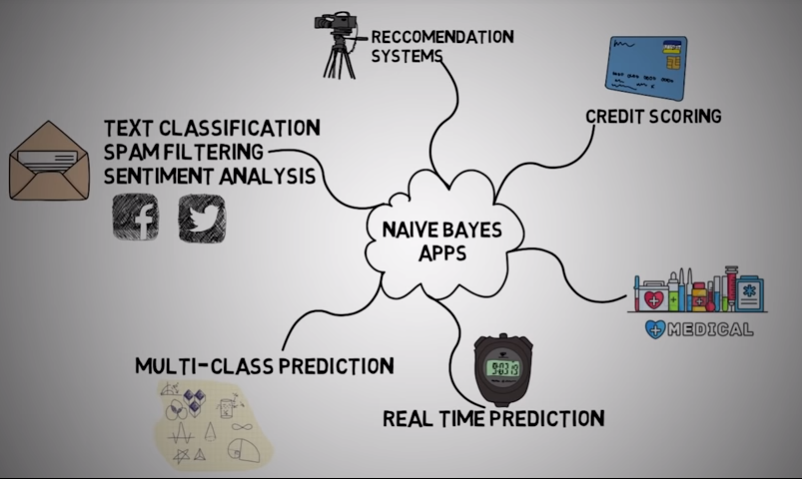 RECCOMENDATION
SYSTEMS
CREDIT SCORING
TEXT CLASSIFICATION
SPAM FILTERING
SENTIMENT ANALYSIS
NAIVE BAYES
APPS
MEDICAL
MULTI-CLASS PREDICTION
REAL TIME PREDICTION